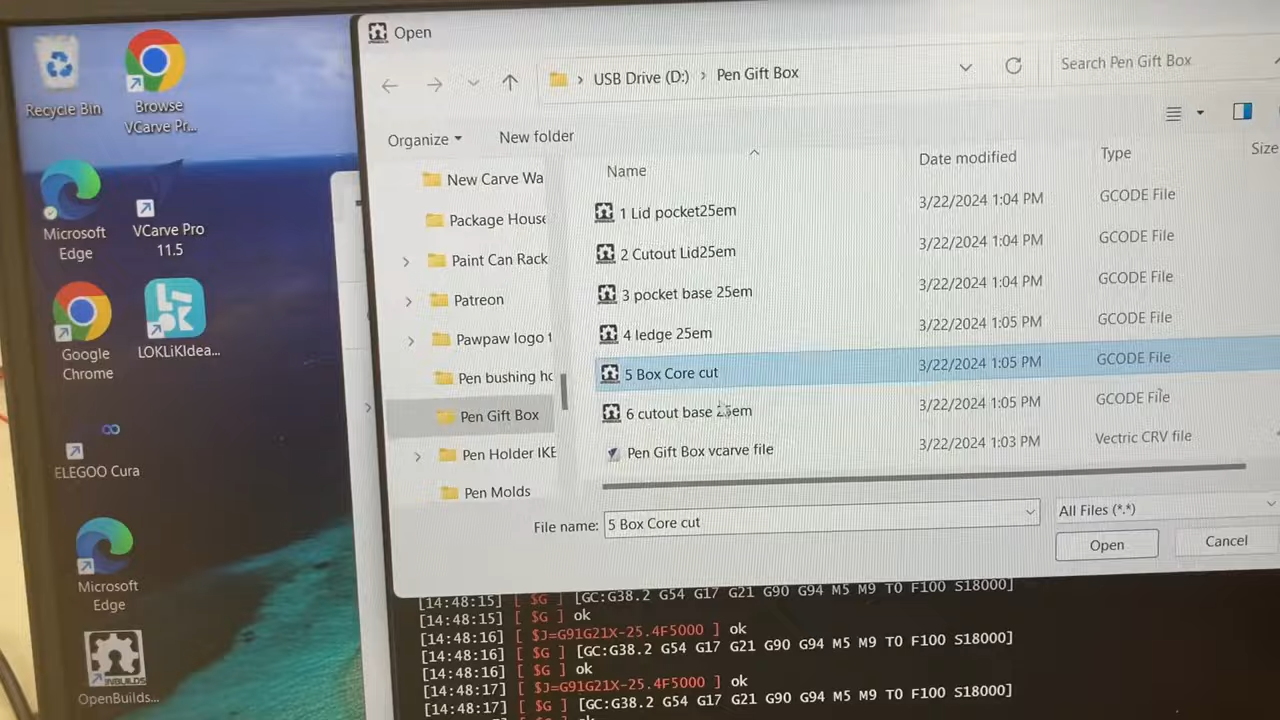 Recycle Bin
Browse
VCarve Pr...
Microsoft
Edge
VCarve Pro
11.5
Google
Chrome
LOKLiKIdea...
ELEGOO Cura
Microsoft
Edge
OpenBuilds...
Open
USB Drive (D:) › Pen Gift Box
Search Pen Gift Box
Organize
New folder
New Carve Wa
Package House
Paint Can Rack
Patreon
Pawpaw logo
Pen bushing ho
Pen Gift Box
Pen Holder IKE
Pen Molds
Name Date modified Type Size
1 Lid pocket25em 3/22/2024 1:04 PM GCODE File
2 Cutout Lid25em 3/22/2024 1:04 PM GCODE File
3 pocket base 25em 3/22/2024 1:04 PM GCODE File
4 ledge 25em 3/22/2024 1:05 PM GCODE File
5 Box Core cut 3/22/2024 1:05 PM GCODE File
6 cutout base 25em 3/22/2024 1:05 PM GCODE File
Pen Gift Box vcarve file 3/22/2024 1:03 PM Vectric CRV file
File name: 5 Box Core cut
All Files (*.*)
Open Cancel
[14:48:15] [ $G ] [GC:G38.2 G54 G17 G21 G90 G94 M5 M9 T0 F100 S18000]
[14:48:15] [ $G ] ok
[14:48:16] [ $J=G91G21X-25.4F5000 ] ok
[14:48:16] [ $G ] [GC:G38.2 G54 G17 G21 G90 G94 M5 M9 T0 F100 S18000]
[14:48:16] [ $G ] ok
[14:48:17] [ $J=G91G21X-25.4F5000 ] ok
[14:48:17] [ $G ] [GC:G38.2 G54 G17 G21 G90 G94 M5 M9 T0 F100 S18000]